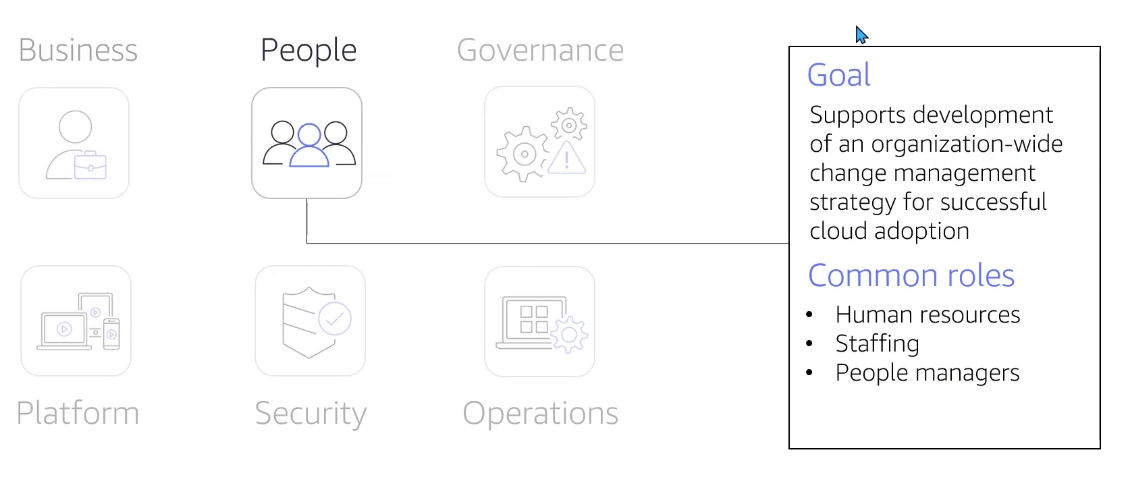 Business
People
Governance
Platform
Security
Operations
Goal
Supports development
of an organization-wide
change management
strategy for successful
cloud adoption
Common roles
• Human resources
• Staffing
• People managers